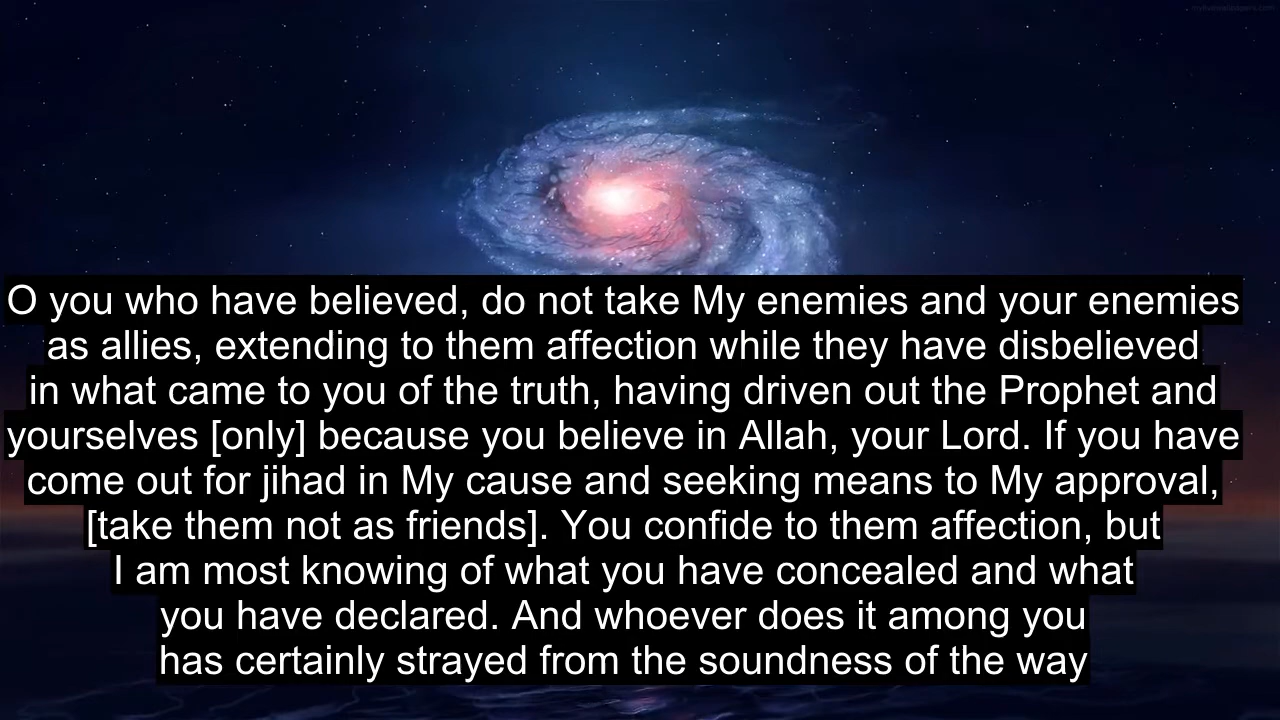 O you who have believed, do not take My enemies and your enemies
as allies, extending to them affection while they have disbelieved
in what came to you of the truth, having driven out the Prophet and
yourselves [only] because you believe in Allah, your Lord. If you have
come out for jihad in My cause and seeking means to My approval,
[take them not as friends]. You confide to them affection, but
I am most knowing of what you have concealed and what
you have declared. And whoever does it among you
has certainly strayed from the soundness of the way